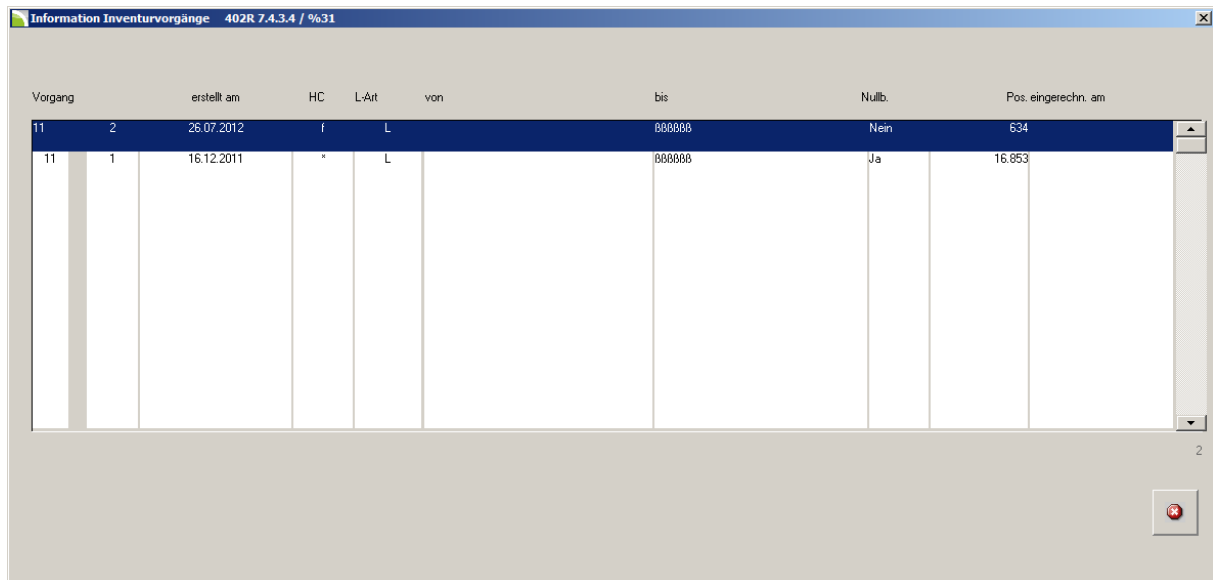 Information Inventurvorgänge 402R 7.4.3.4 / %31
Vorgang erstellt am HC L-Art von bis Nullb. Pos. eingerechn. am
11 2 26.07.2012 f L ßßßßßß Nein 634
11 1 16.12.2011 * L ßßßßßß Ja 16.853
2